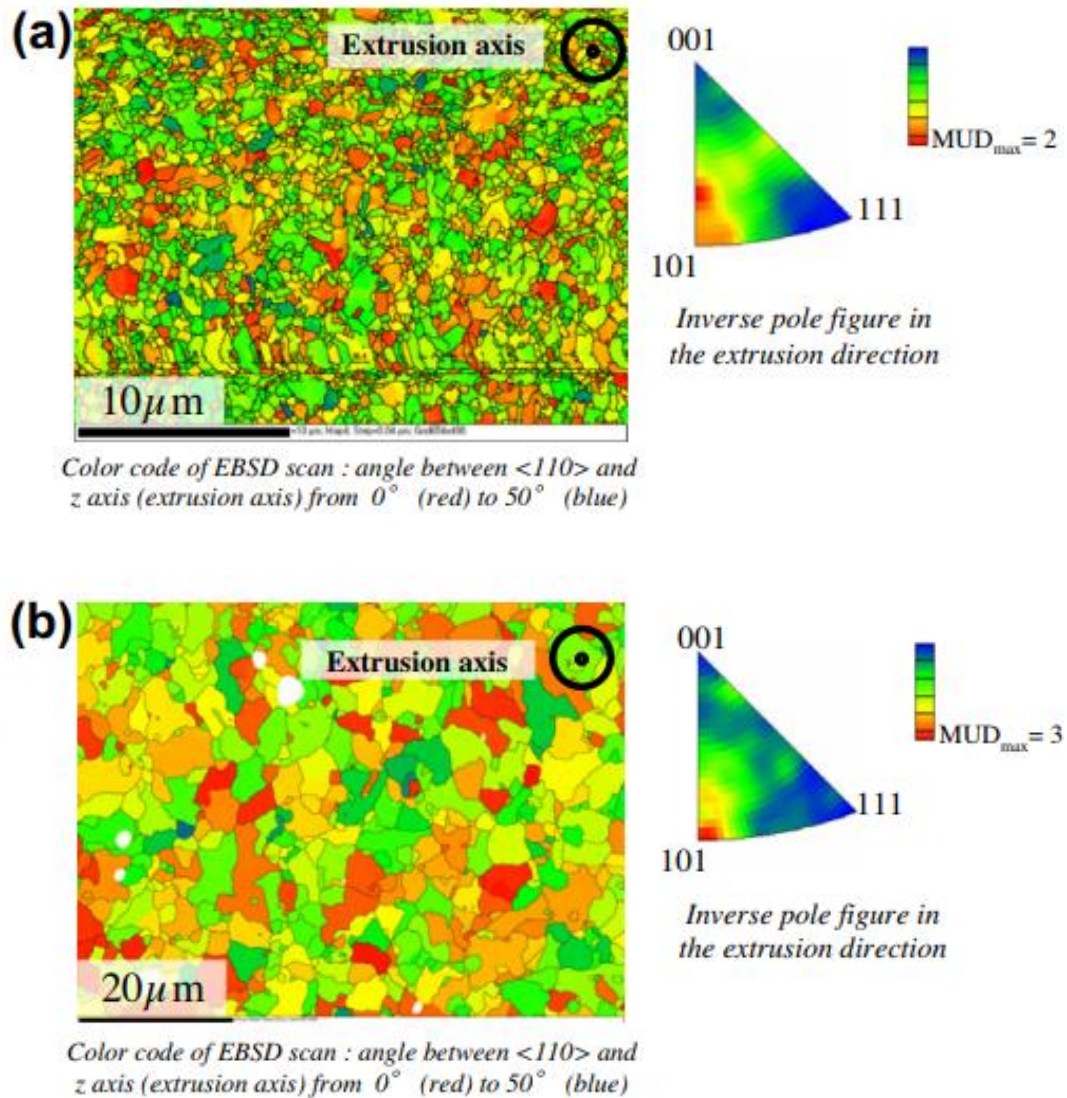 (a)
Extrusion axis
001
MUDmax= 2
111
101
Inverse pole figure in
the extrusion direction
10µm
Color code of EBSD scan : angle between <110> and
z axis (extrusion axis) from 0° (red) to 50° (blue)
(b)
Extrusion axis
001
MUDmax= 3
111
101
Inverse pole figure in
the extrusion direction
20µm
Color code of EBSD scan : angle between <110> and
z axis (extrusion axis) from 0° (red) to 50° (blue)